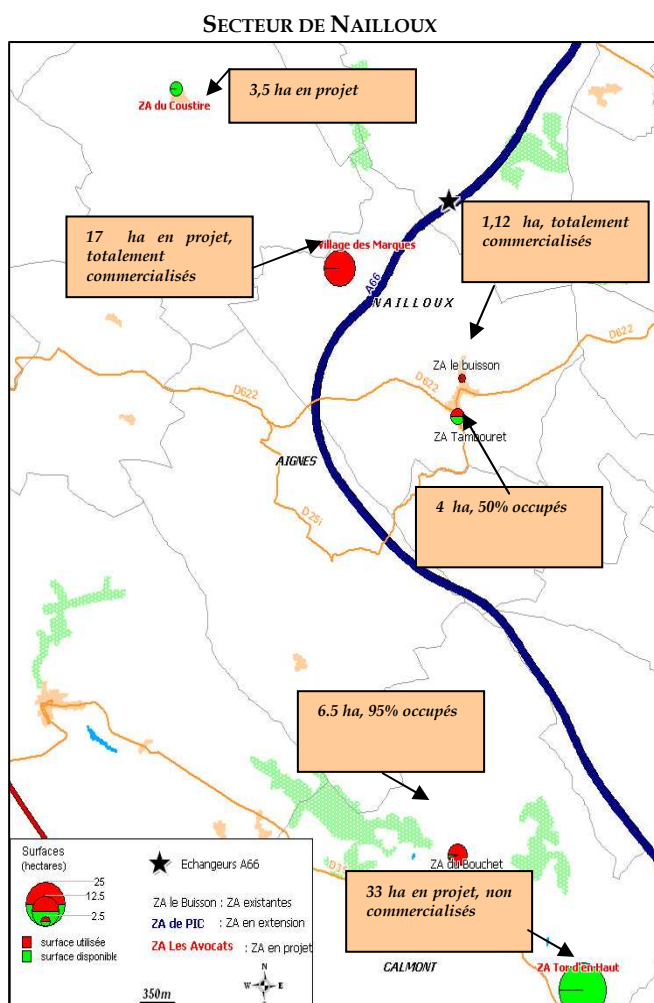 SECTEUR DE NAILLOUX
3,5 ha en projet
ZA du Coustire
1,12 ha, totalement
commercialisés
17 ha en projet,
totalement
commercialisés
Village des Marques
A66
NAILLOUX
D622
ZA le buisson
D622
D622
ZA Tambouret
AIGNES
4 ha, 50% occupés
D25i
6.5 ha, 95% occupés
ZA du Bouchet
33 ha en projet, non
commercialisés
CALMONT
ZA Tor d'en Haut
Surfaces
(hectares)
25
12.5
2.5
surface utilisée
surface disponible
Echangeurs A66
ZA le Buisson : ZA existantes
ZA de PIC : ZA en extension
ZA Les Avocats : ZA en projet
N
W E
S
350m